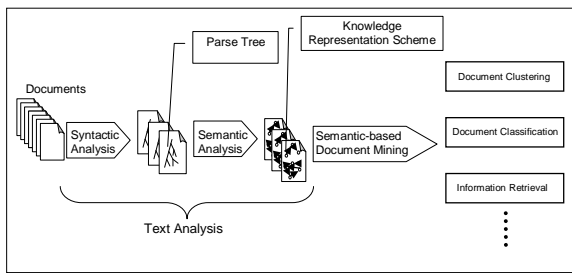 Parse Tree
Knowledge
Representation Scheme
Documents
Syntactic
Analysis
Semantic
Analysis
Semantic-based
Document Mining
Document Clustering
Document Classification
Information Retrieval
Text Analysis